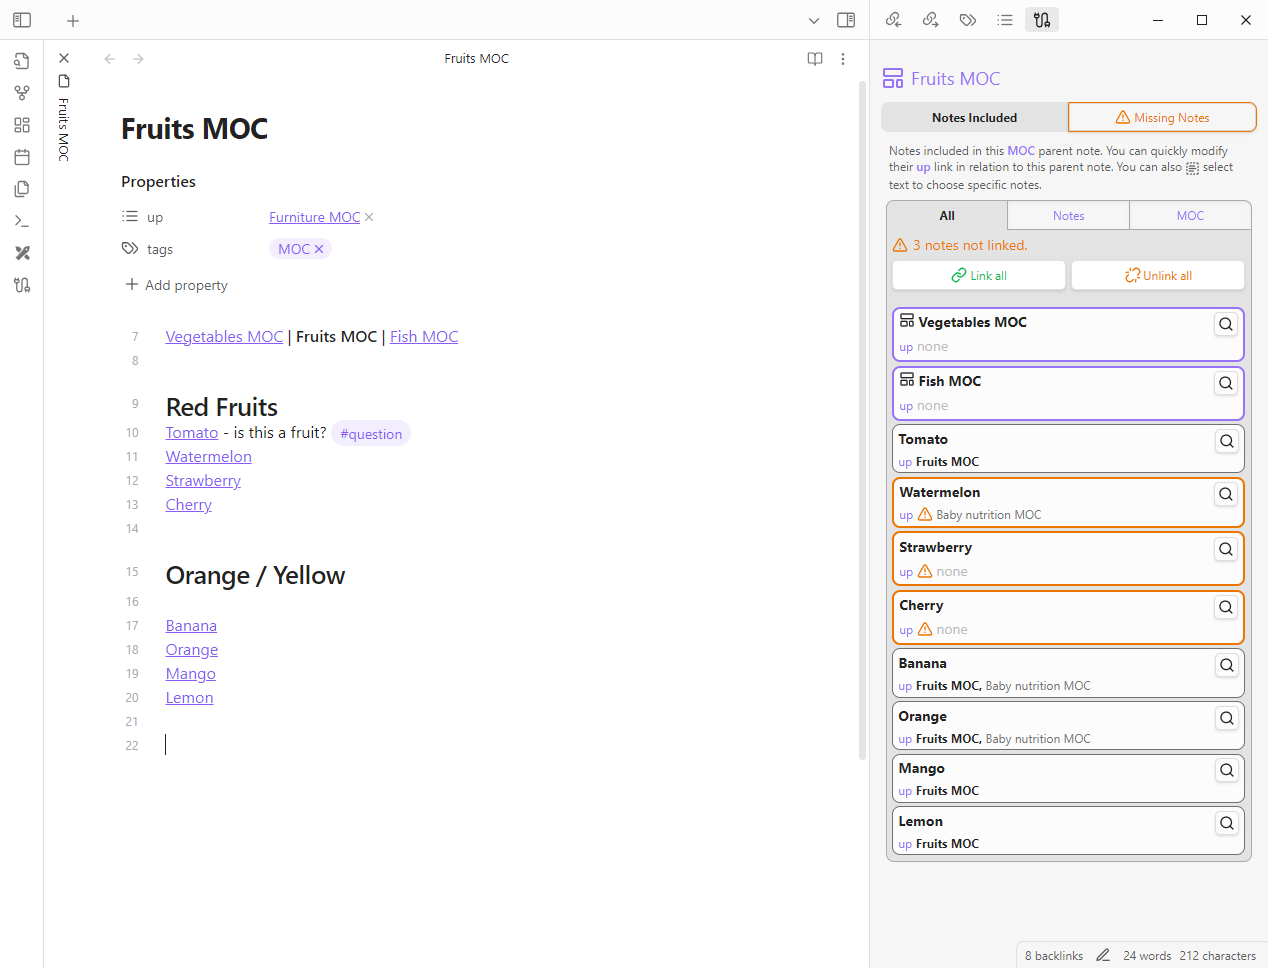 Fruits MOC
Fruits MOC
Fruits MOC
Properties
up Furniture MOC
tags MOC
Add property
7 Vegetables MOC | Fruits MOC | Fish MOC
8
9 Red Fruits
10 Tomato - is this a fruit? #question
11 Watermelon
12 Strawberry
13 Cherry
14
15 Orange / Yellow
16
17 Banana
18 Orange
19 Mango
20 Lemon
21
22
Fruits MOC
Notes Included Missing Notes
Notes included in this MOC parent note. You can quickly modify
their up link in relation to this parent note. You can also select
text to choose specific notes.
All Notes MOC
3 notes not linked.
Link all Unlink all
Vegetables MOC
up none
Fish MOC
up none
Tomato
up Fruits MOC
Watermelon
up Baby nutrition MOC
Strawberry
up none
Cherry
up none
Banana
up Fruits MOC, Baby nutrition MOC
Orange
up Fruits MOC, Baby nutrition MOC
Mango
up Fruits MOC
Lemon
up Fruits MOC
8 backlinks 24 words 212 characters